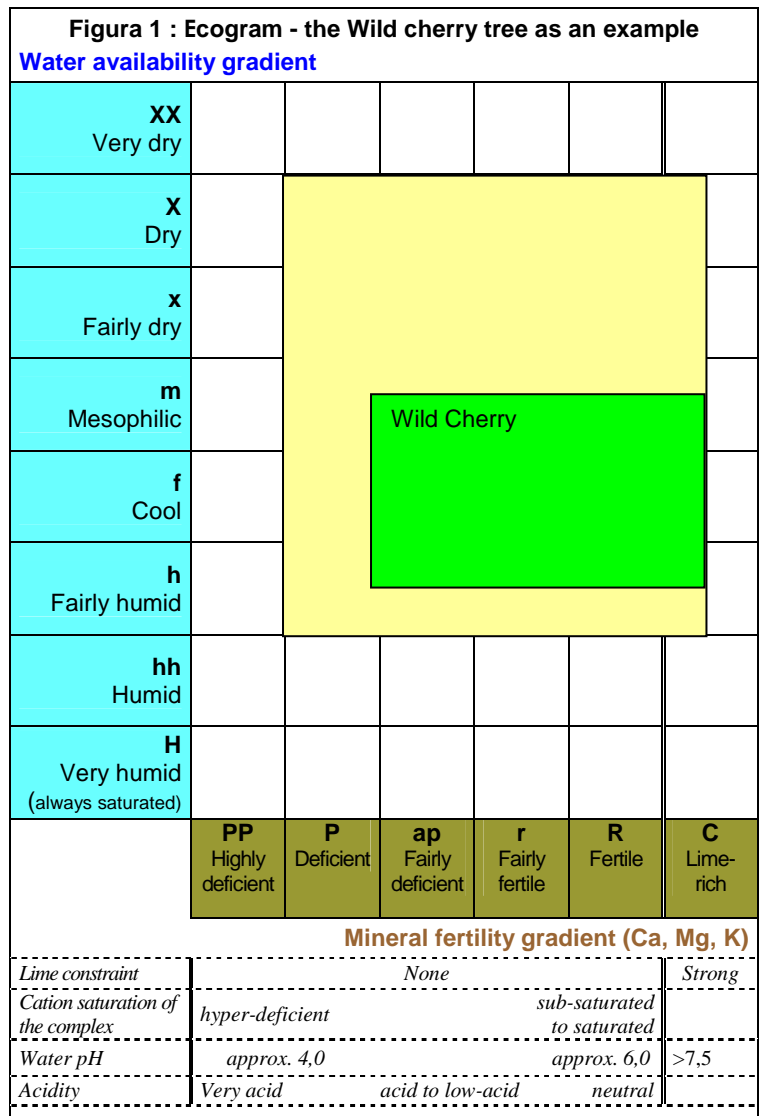 Figura 1 : Ecogram - the Wild cherry tree as an example
Water availability gradient
XX
Very dry
X
Dry
x
Fairly dry
m
Mesophilic
Wild Cherry
f
Cool
h
Fairly humid
hh
Humid
H
Very humid
(always saturated)
PP P ap r R C
Highly Deficient Fairly Fairly Fertile Lime-
deficient deficient fertile rich
Mineral fertility gradient (Ca, Mg, K)
Lime constraint None Strong
Cation saturation of hyper-deficient sub-saturated
the complex to saturated
Water pH approx. 4,0 approx. 6,0 >7,5
Acidity Very acid acid to low-acid neutral